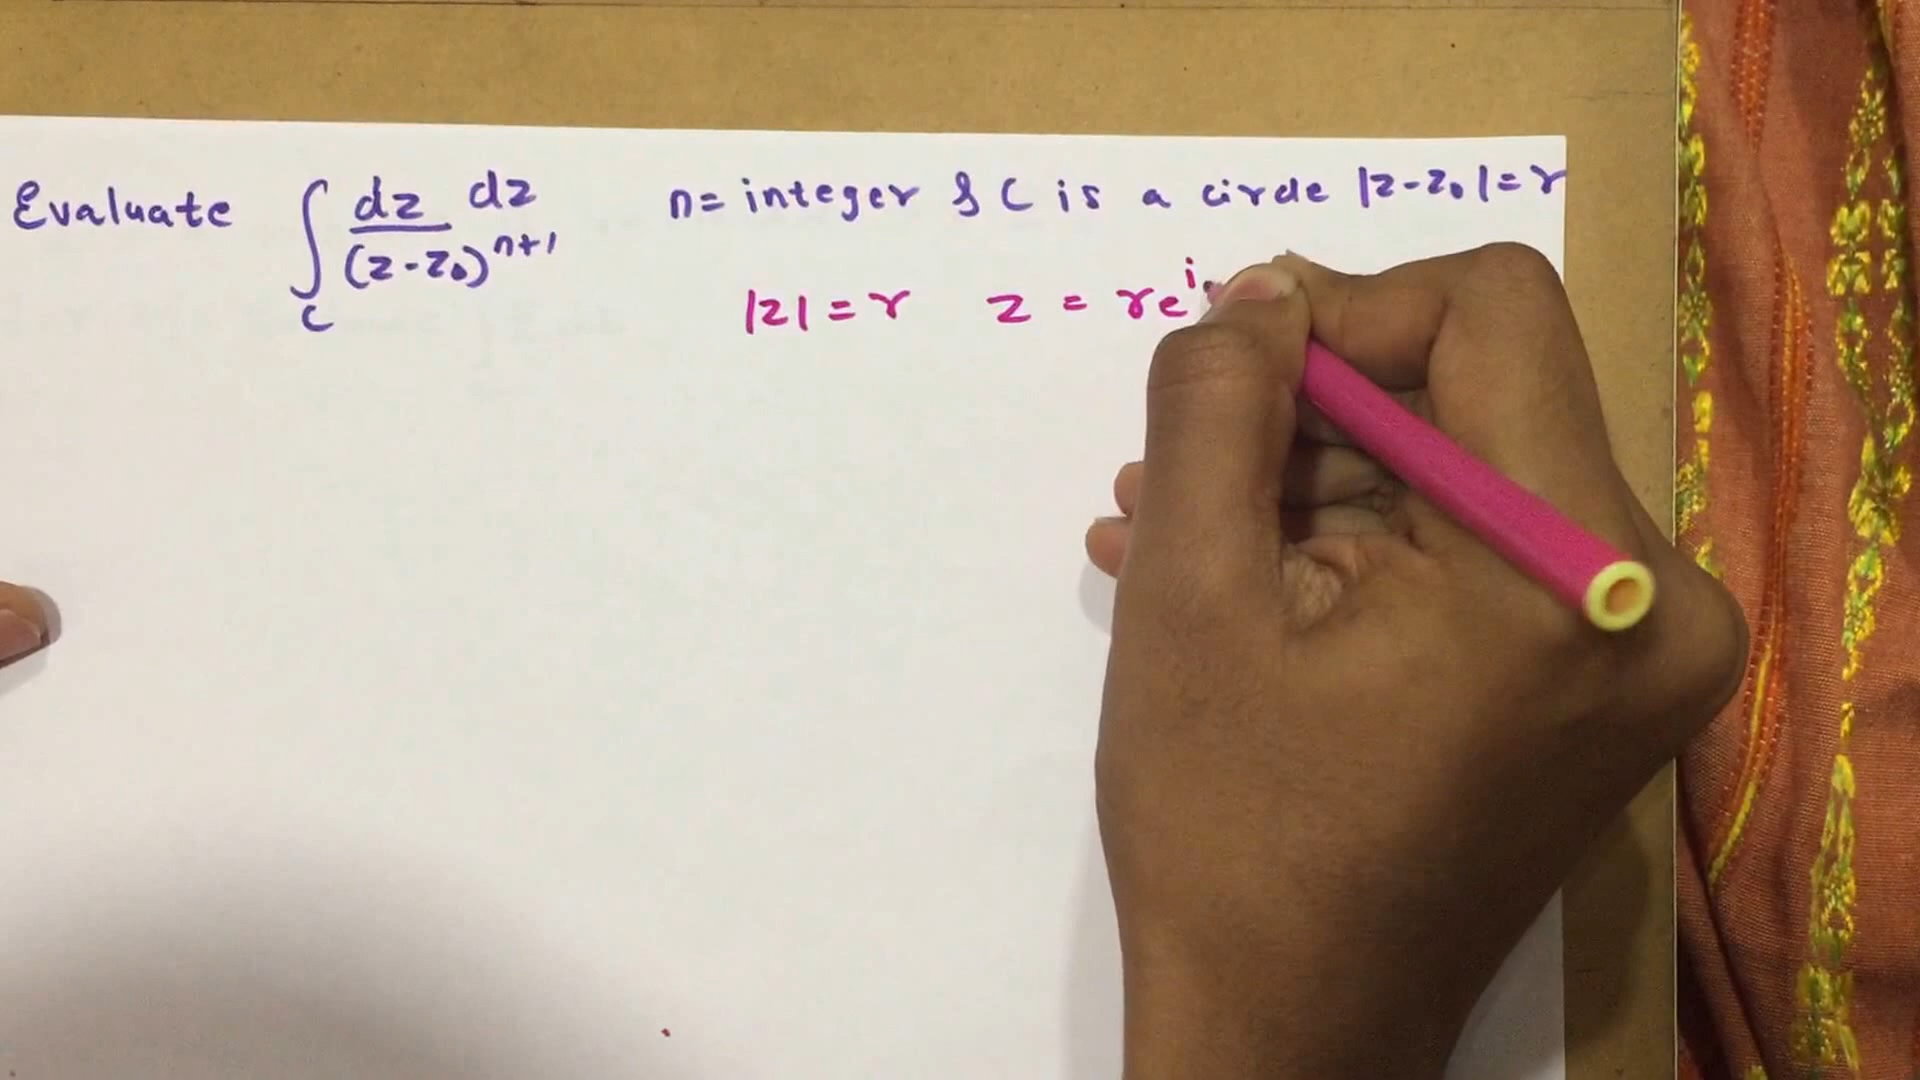 Evaluate ∫_C dz/(z-z₀)^{n+1} dz n = integer & C is a circle |z-z₀|=r
|z| = r z = re^i